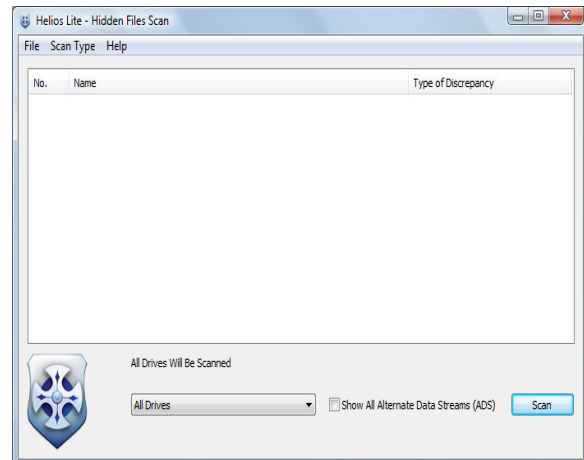 Helios Lite - Hidden Files Scan
File Scan Type Help
No. Name Type of Discrepancy
All Drives Will Be Scanned
All Drives Show All Alternate Data Streams (ADS) Scan